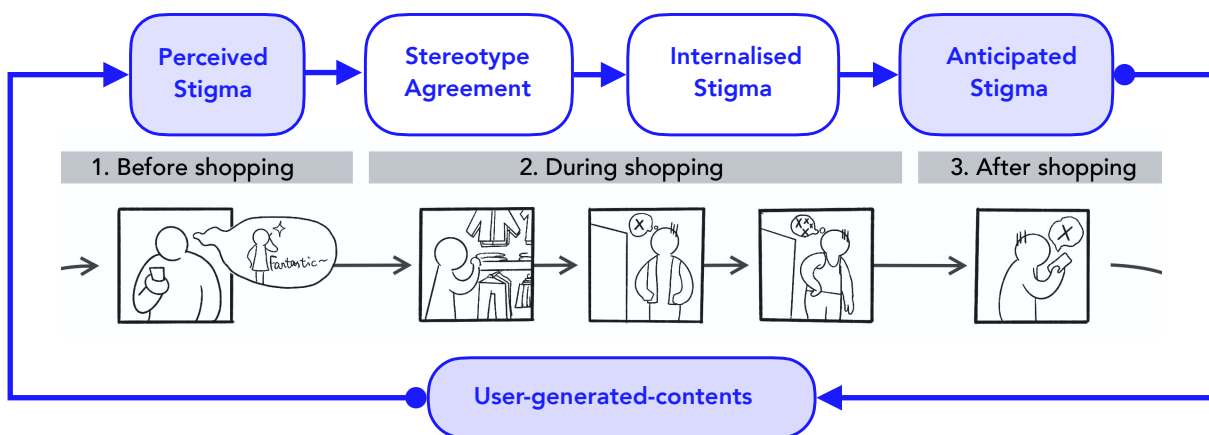 Perceived
Stigma
Stereotype
Agreement
Internalised
Stigma
Anticipated
Stigma
1. Before shopping
2. During shopping
3. After shopping
Fantastic~
X
X X X X
X
User-generated-contents